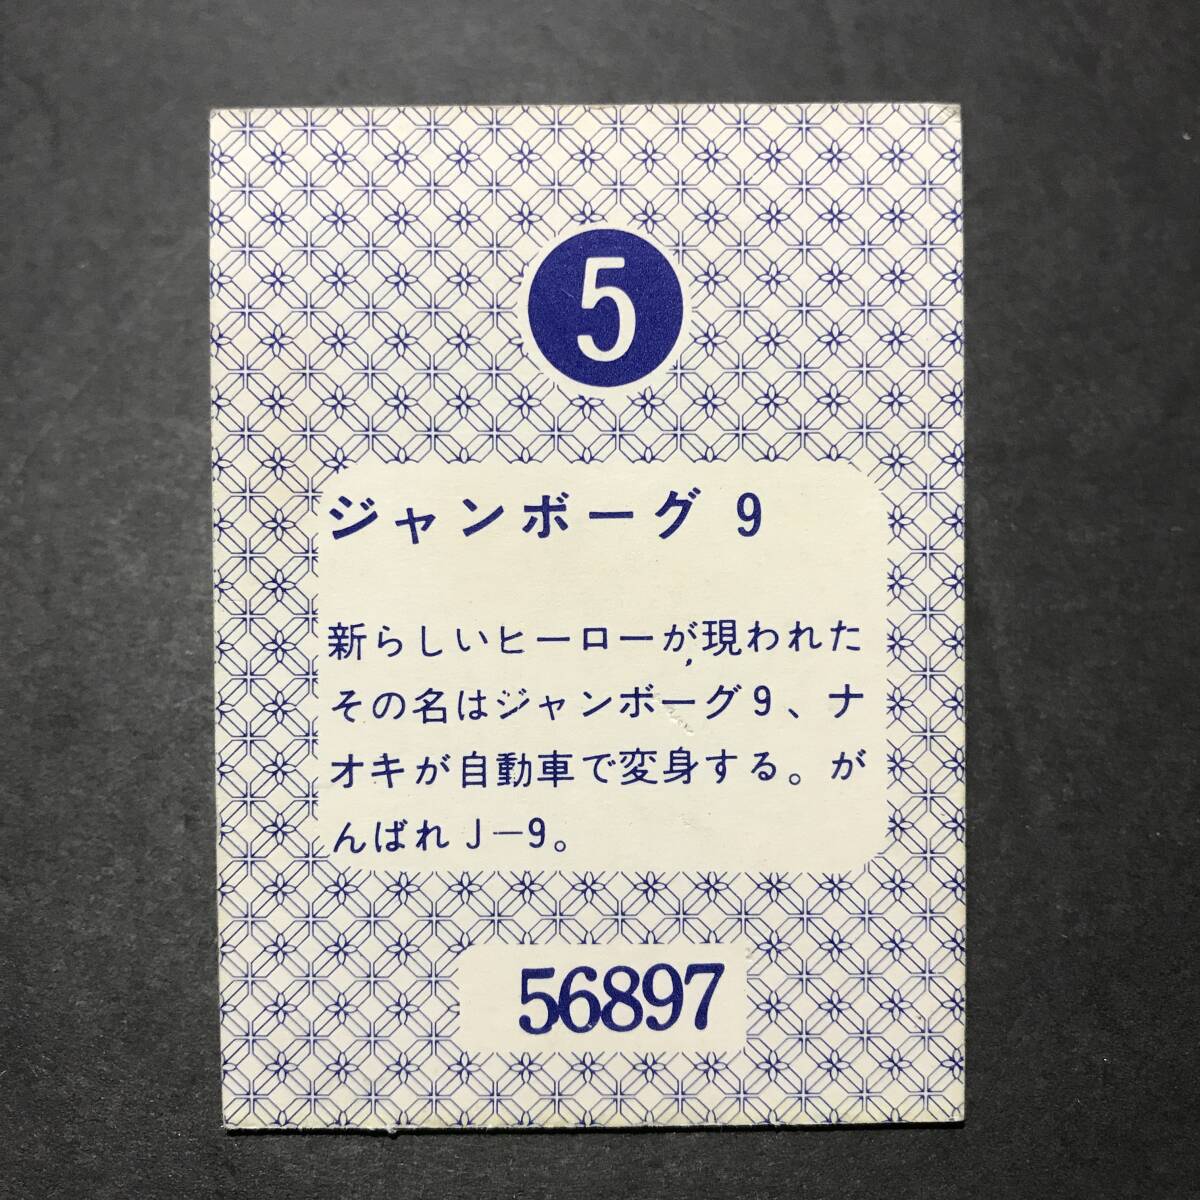 5
ジャンボーグ 9
新らしいヒーローが現われた
その名はジャンボーグ9、ナ
オキが自動車で変身する。が
んばれJ-9。
56897